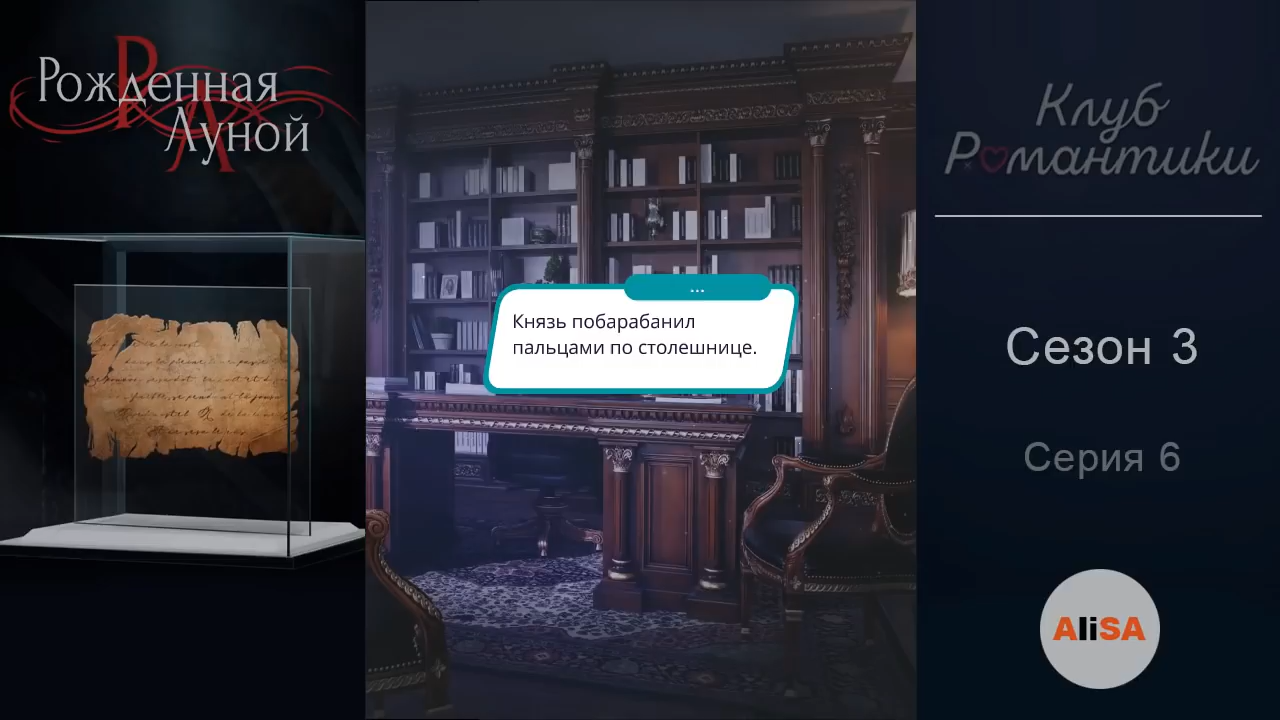 Рожденная
Луной
Клуб
Романтики
...
Князь побарабанил
пальцами по столешнице.
Сезон 3
Серия 6
AliSA